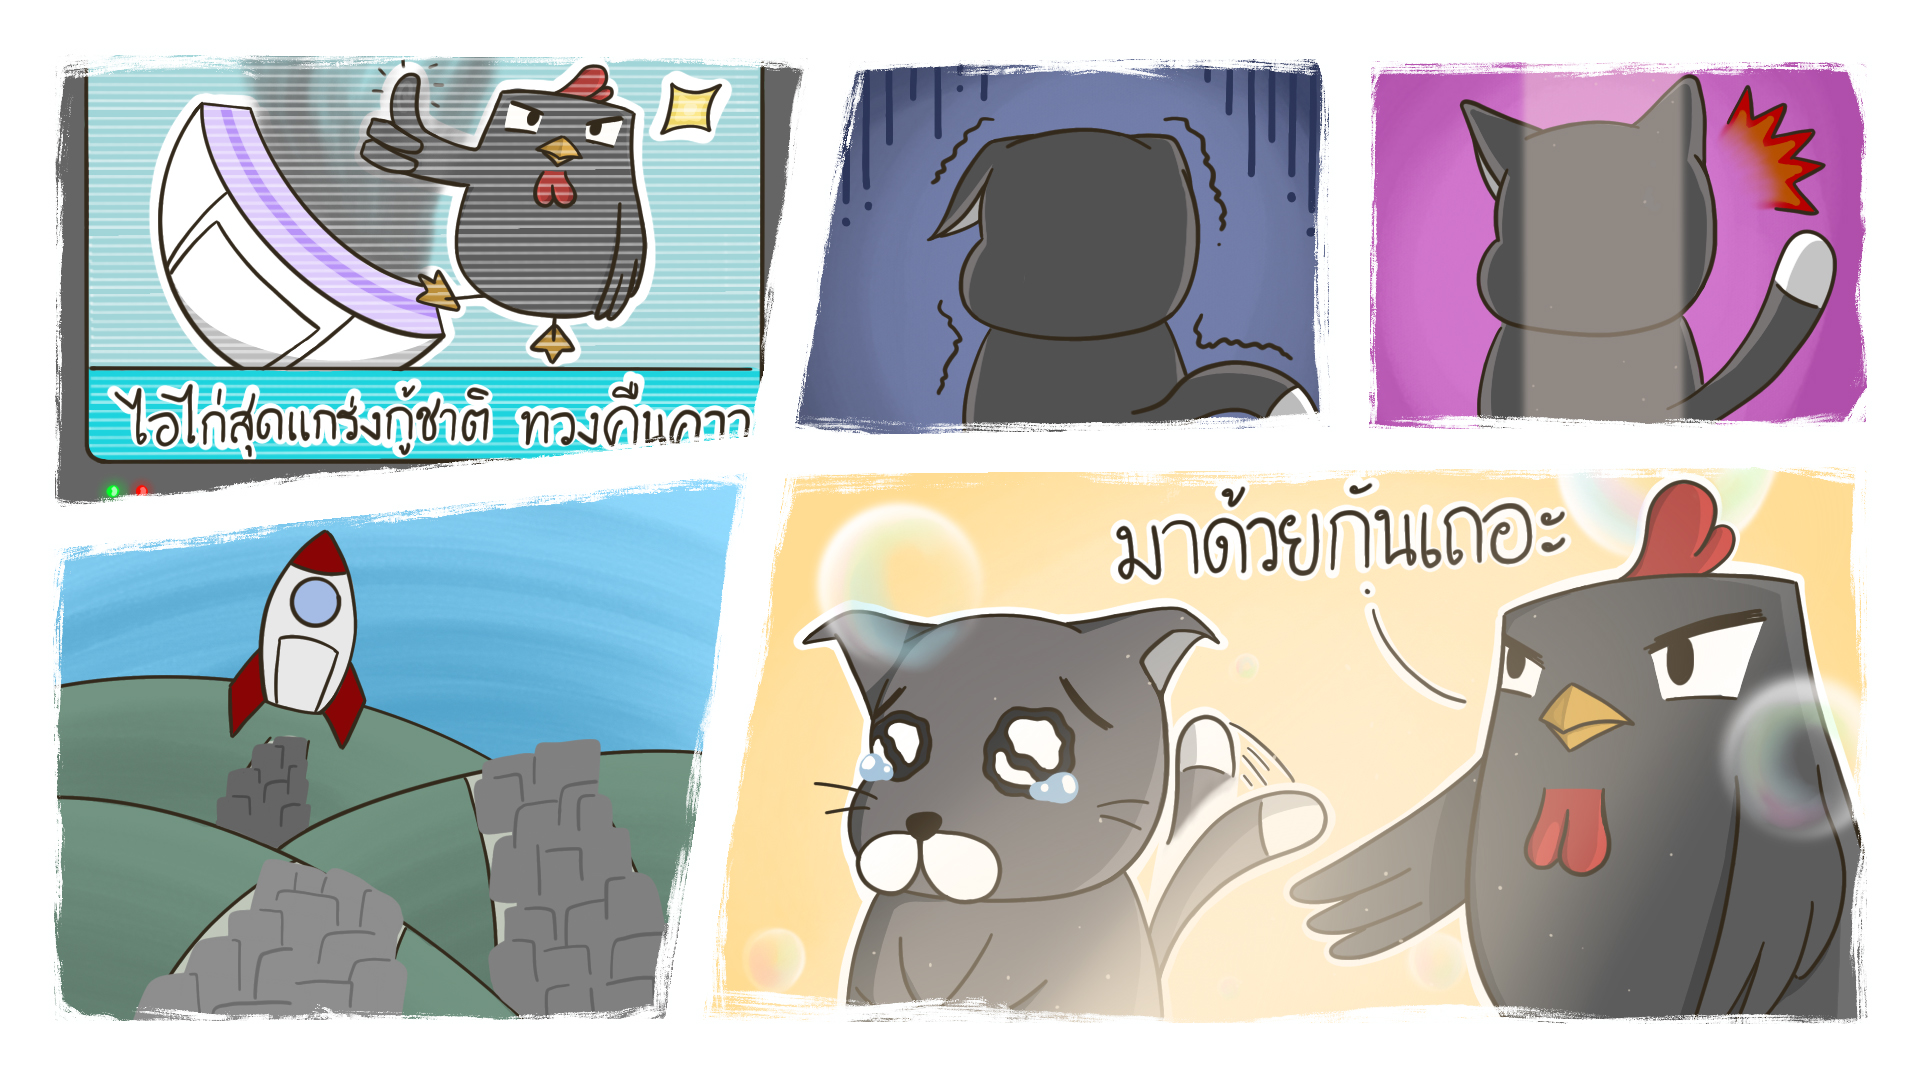 ไอไก่สุดแกร่งกู้ชาติ ทวงคืนความ
มาด้วยกันเถอะ